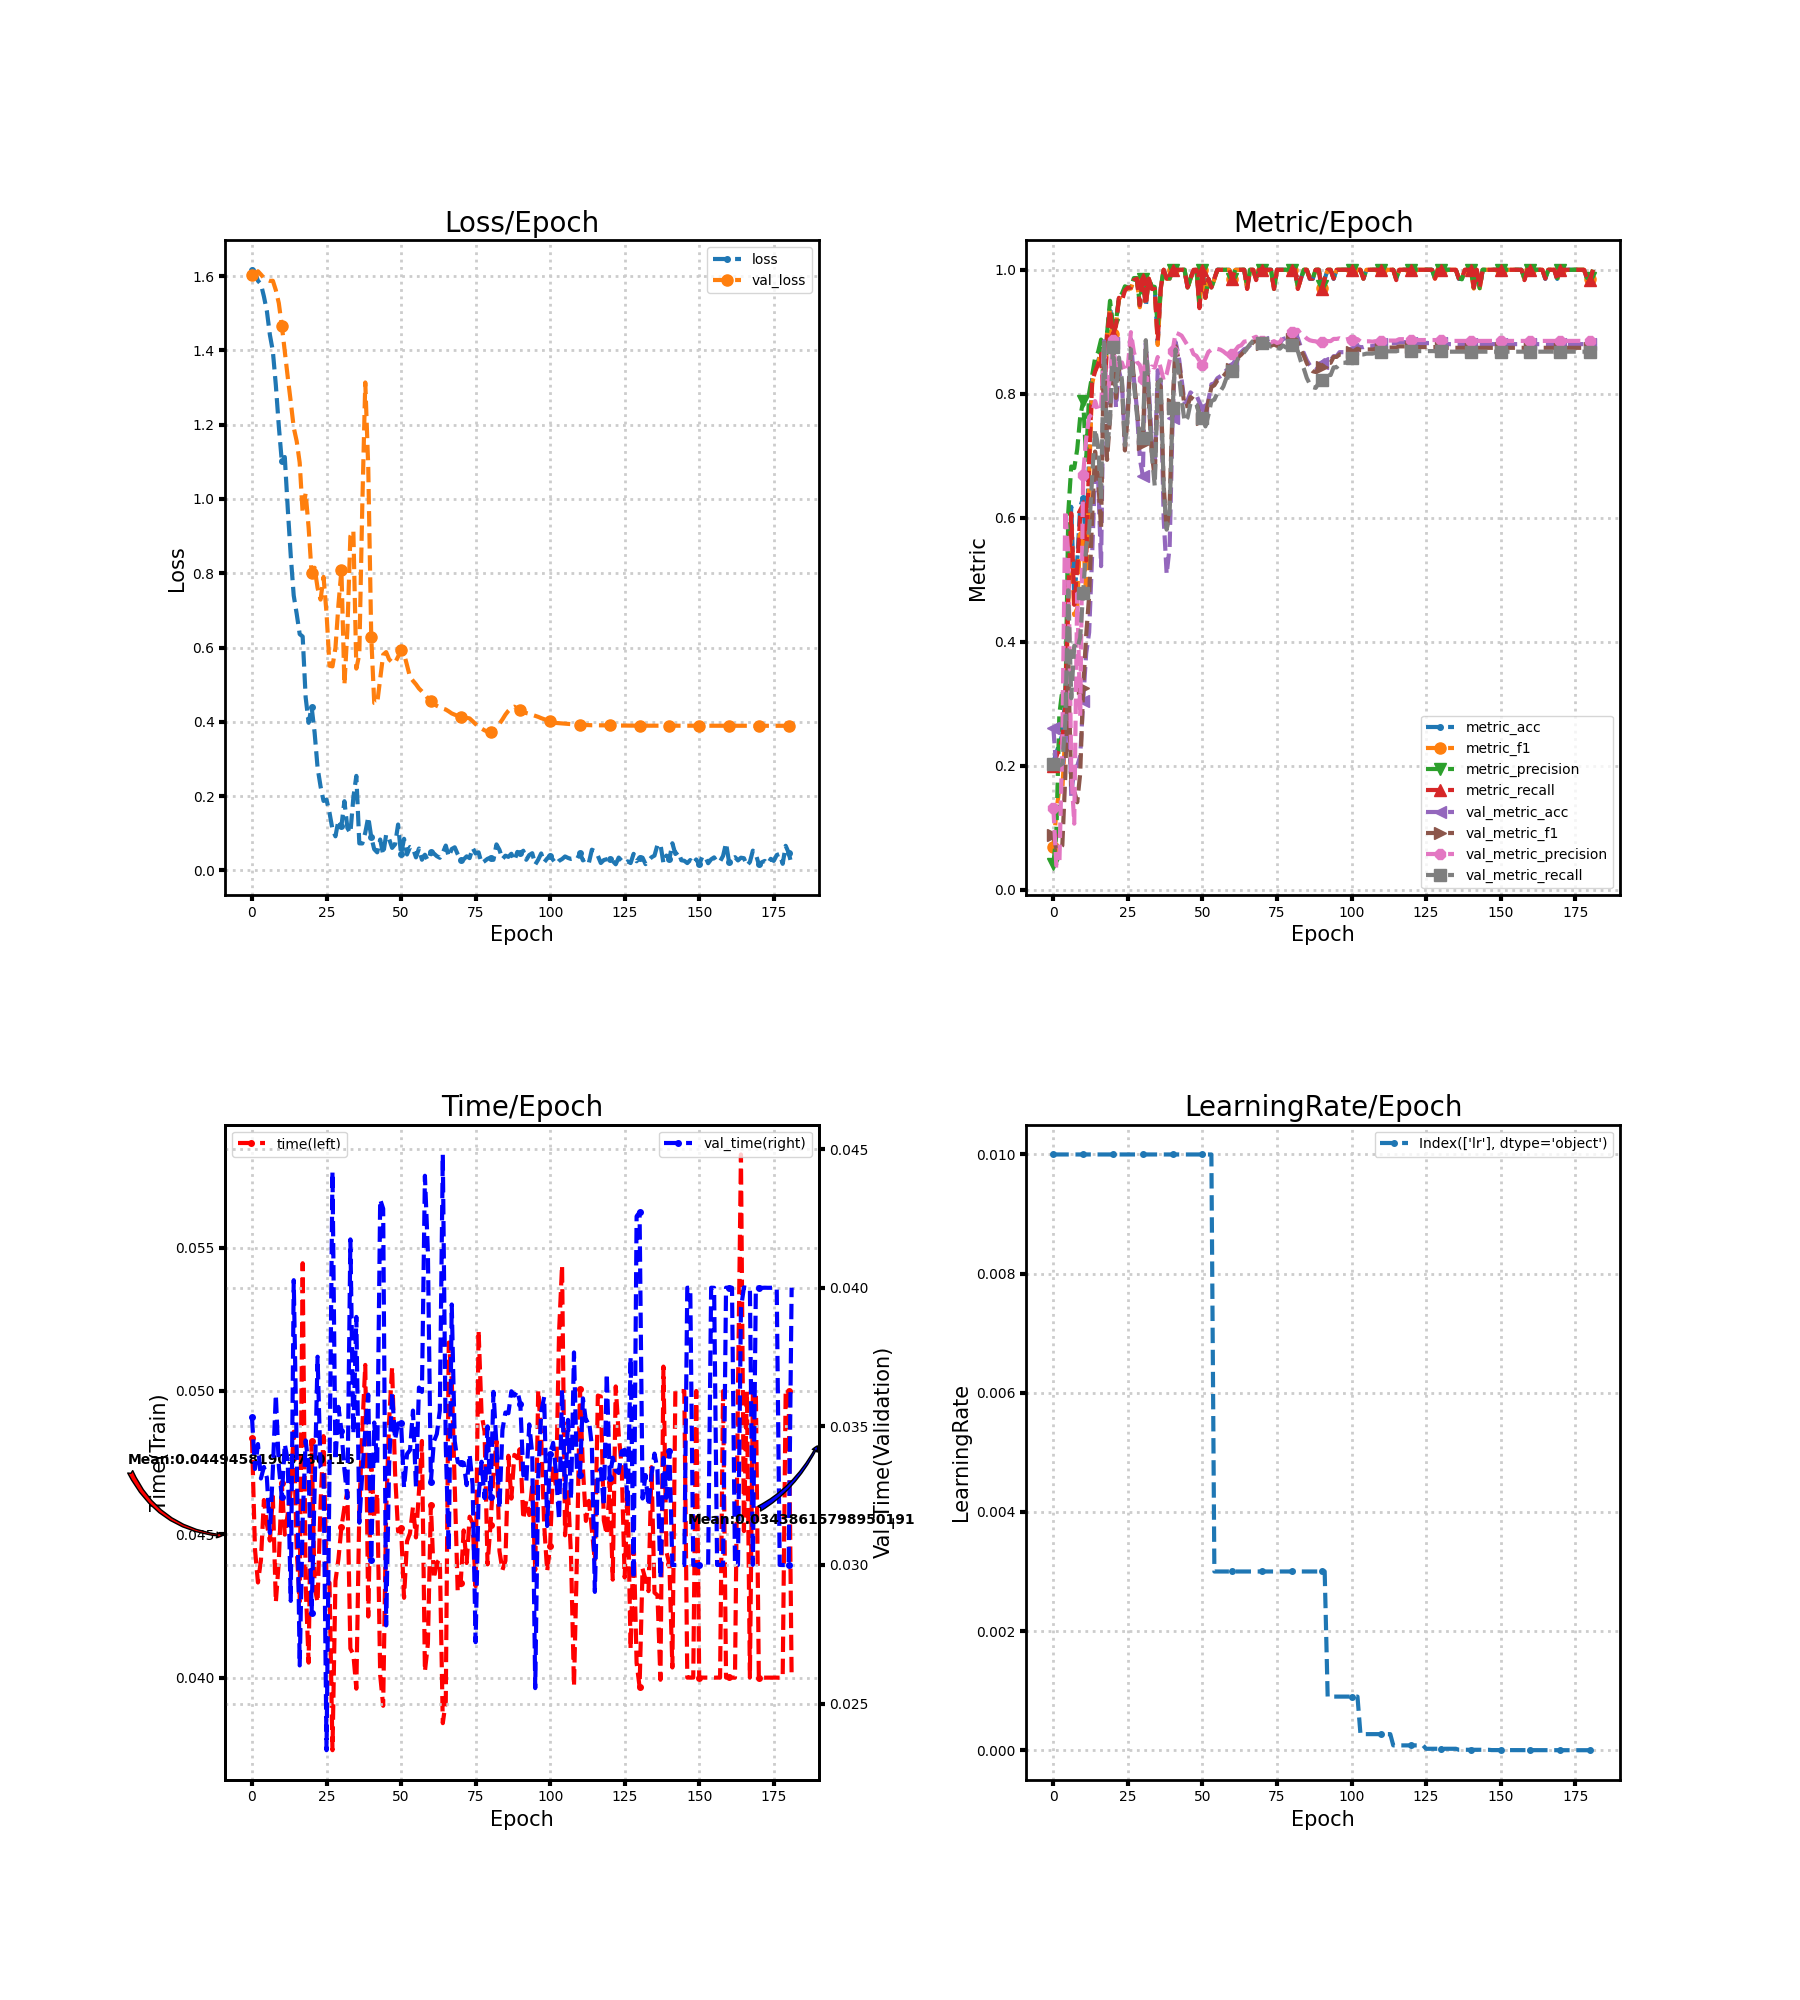 Loss/Epoch
loss
val_loss
1.6
1.4
1.2
1.0
0.8
0.6
0.4
0.2
0.0
Loss
0 25 50 75 100 125 150 175
Epoch
Metric/Epoch
1.0
0.8
0.6
0.4
0.2
0.0
Metric
metric_acc
metric_f1
metric_precision
metric_recall
val_metric_acc
val_metric_f1
val_metric_precision
val_metric_recall
0 25 50 75 100 125 150 175
Epoch
Time/Epoch
time(left)
val_time(right)
0.055
0.050
0.045
0.040
Time(Train)
0.045
0.040
0.035
0.030
0.025
Val_Time(Validation)
Mean:0.03438615798950191
0 25 50 75 100 125 150 175
Epoch
LearningRate/Epoch
Index(['lr'], dtype='object')
0.010
0.008
0.006
0.004
0.002
0.000
LearningRate
0 25 50 75 100 125 150 175
Epoch